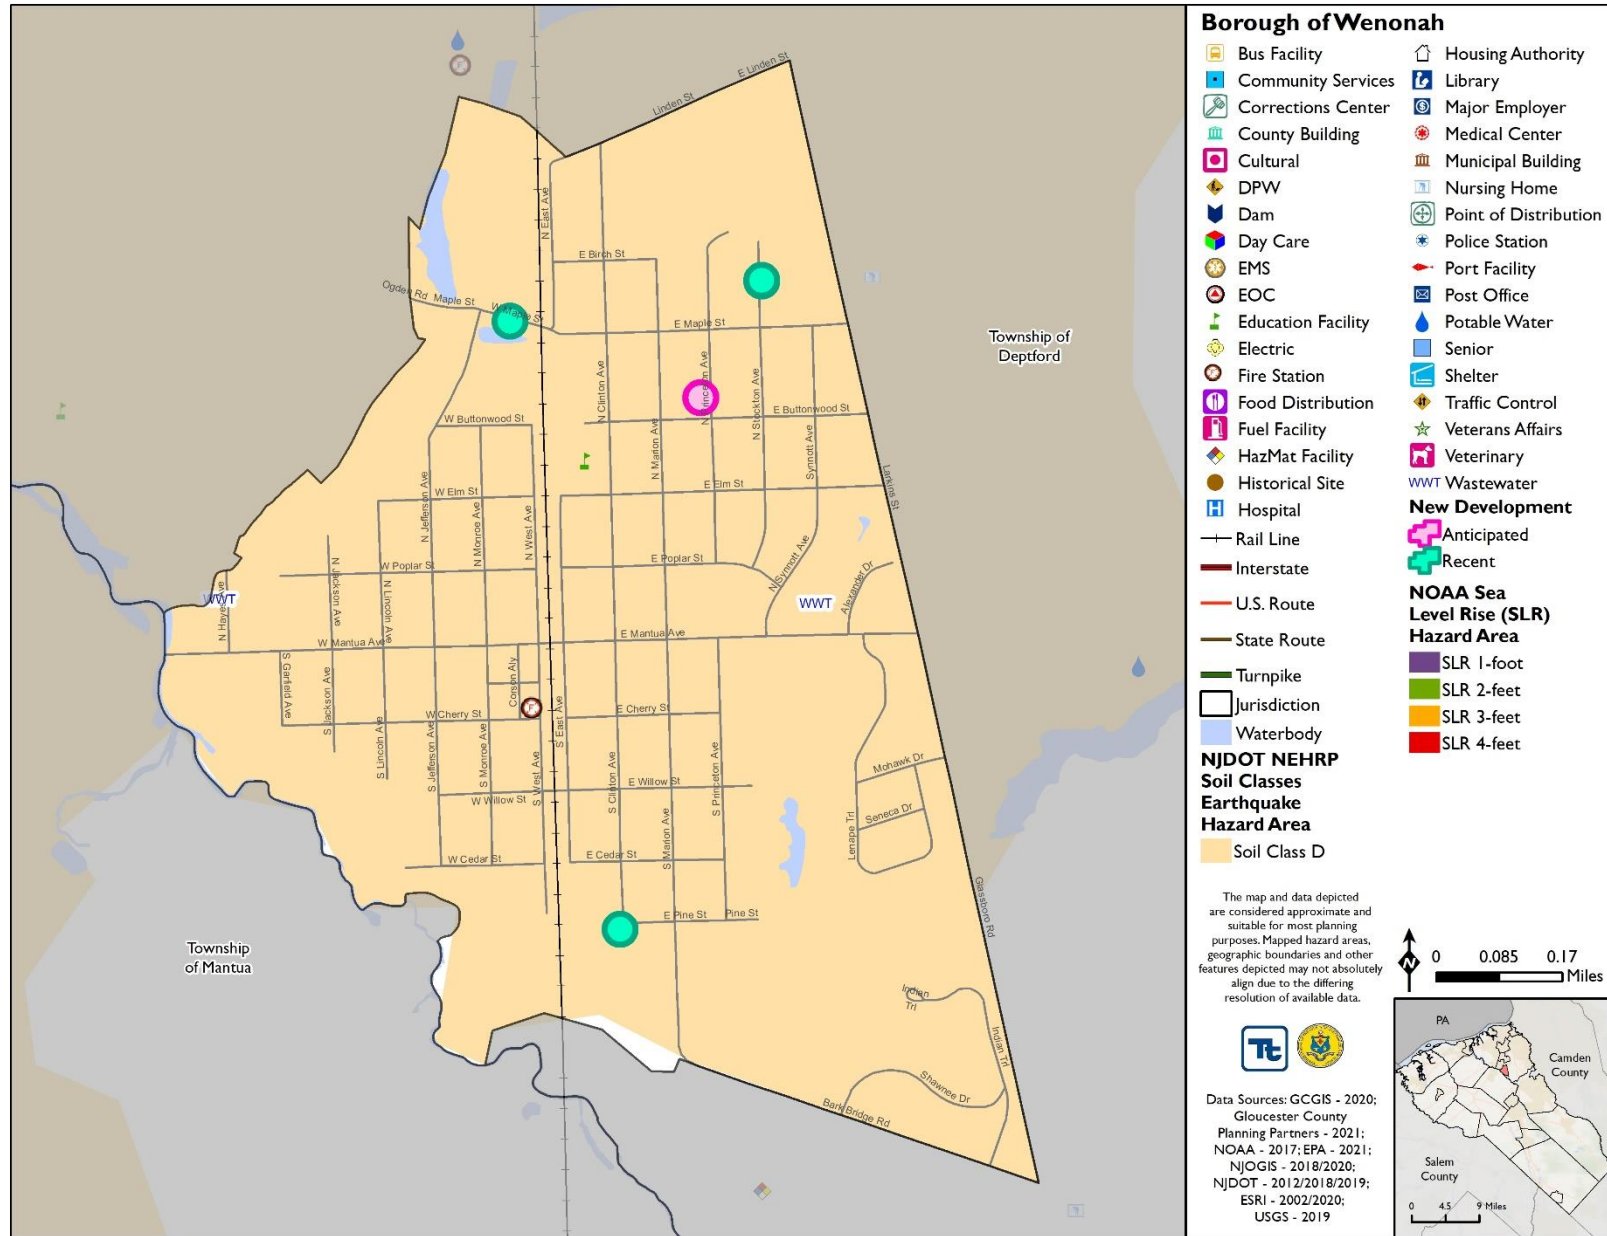 Borough of Wenonah
Bus Facility
Community Services
Corrections Center
County Building
Cultural
DPW
Dam
Day Care
EMS
EOC
Education Facility
Electric
Fire Station
Food Distribution
Fuel Facility
HazMat Facility
Historical Site
Hospital
Rail Line
Interstate
U.S. Route
State Route
Turnpike
Jurisdiction
Waterbody
NJDOT NEHRP
Soil Classes
Earthquake
Hazard Area
Soil Class D
Housing Authority
Library
Major Employer
Medical Center
Municipal Building
Nursing Home
Point of Distribution
Police Station
Port Facility
Post Office
Potable Water
Senior
Shelter
Traffic Control
Veterans Affairs
Veterinary
WWT Wastewater
New Development
Anticipated
Recent
NOAA Sea
Level Rise (SLR)
Hazard Area
SLR 1-foot
SLR 2-feet
SLR 3-feet
SLR 4-feet
The map and data depicted
are considered approximate and
suitable for most planning
purposes. Mapped hazard areas,
geographic boundaries and other
features depicted may not absolutely
align due to the differing
resolution of available data.
N
0 0.085 0.17
Miles
Tt
Data Sources: GCGIS - 2020;
Gloucester County
Planning Partners - 2021;
NOAA - 2017; EPA - 2021;
NJOGIS - 2018/2020;
NJDOT - 2012/2018/2019;
ESRI - 2002/2020;
USGS - 2019
PA
Camden
County
Salem
County
0 4.5 9 Miles
E Linden St
Linden St
N East Ave
E Birch St
Ogden Rd
Maple St
W Maple St
E Maple St
Township of
Deptford
N Clinton Ave
N Princeton Ave
N Stockton Ave
E Buttonwood St
W Buttonwood St
N Marion Ave
Synnott Ave
Larkins St
N Jefferson Ave
W Elm St
N Monroe Ave
N West Ave
E Elm St
W Poplar St
E Poplar St
N Jackson Ave
N Lincoln Ave
N Synnott Ave
Alexander Dr
WWT
WWT
N Hayes Ave
W Mantua Ave
E Mantua Ave
S Garfield Ave
S Jackson Ave
Corson Aly
F
W Cherry St
E Cherry St
S East Ave
S Lincoln Ave
S Jefferson Ave
S Monroe Ave
S West Ave
S Clinton Ave
S Princeton Ave
S Marion Ave
W Willow St
E Willow St
Mohawk Dr
Seneca Dr
Lenape Trl
W Cedar St
E Cedar St
E Pine St
Pine St
Glassboro Rd
Township
of Mantua
Indian
Trl
Indian Trl
Shawnee Dr
Bark Bridge Rd